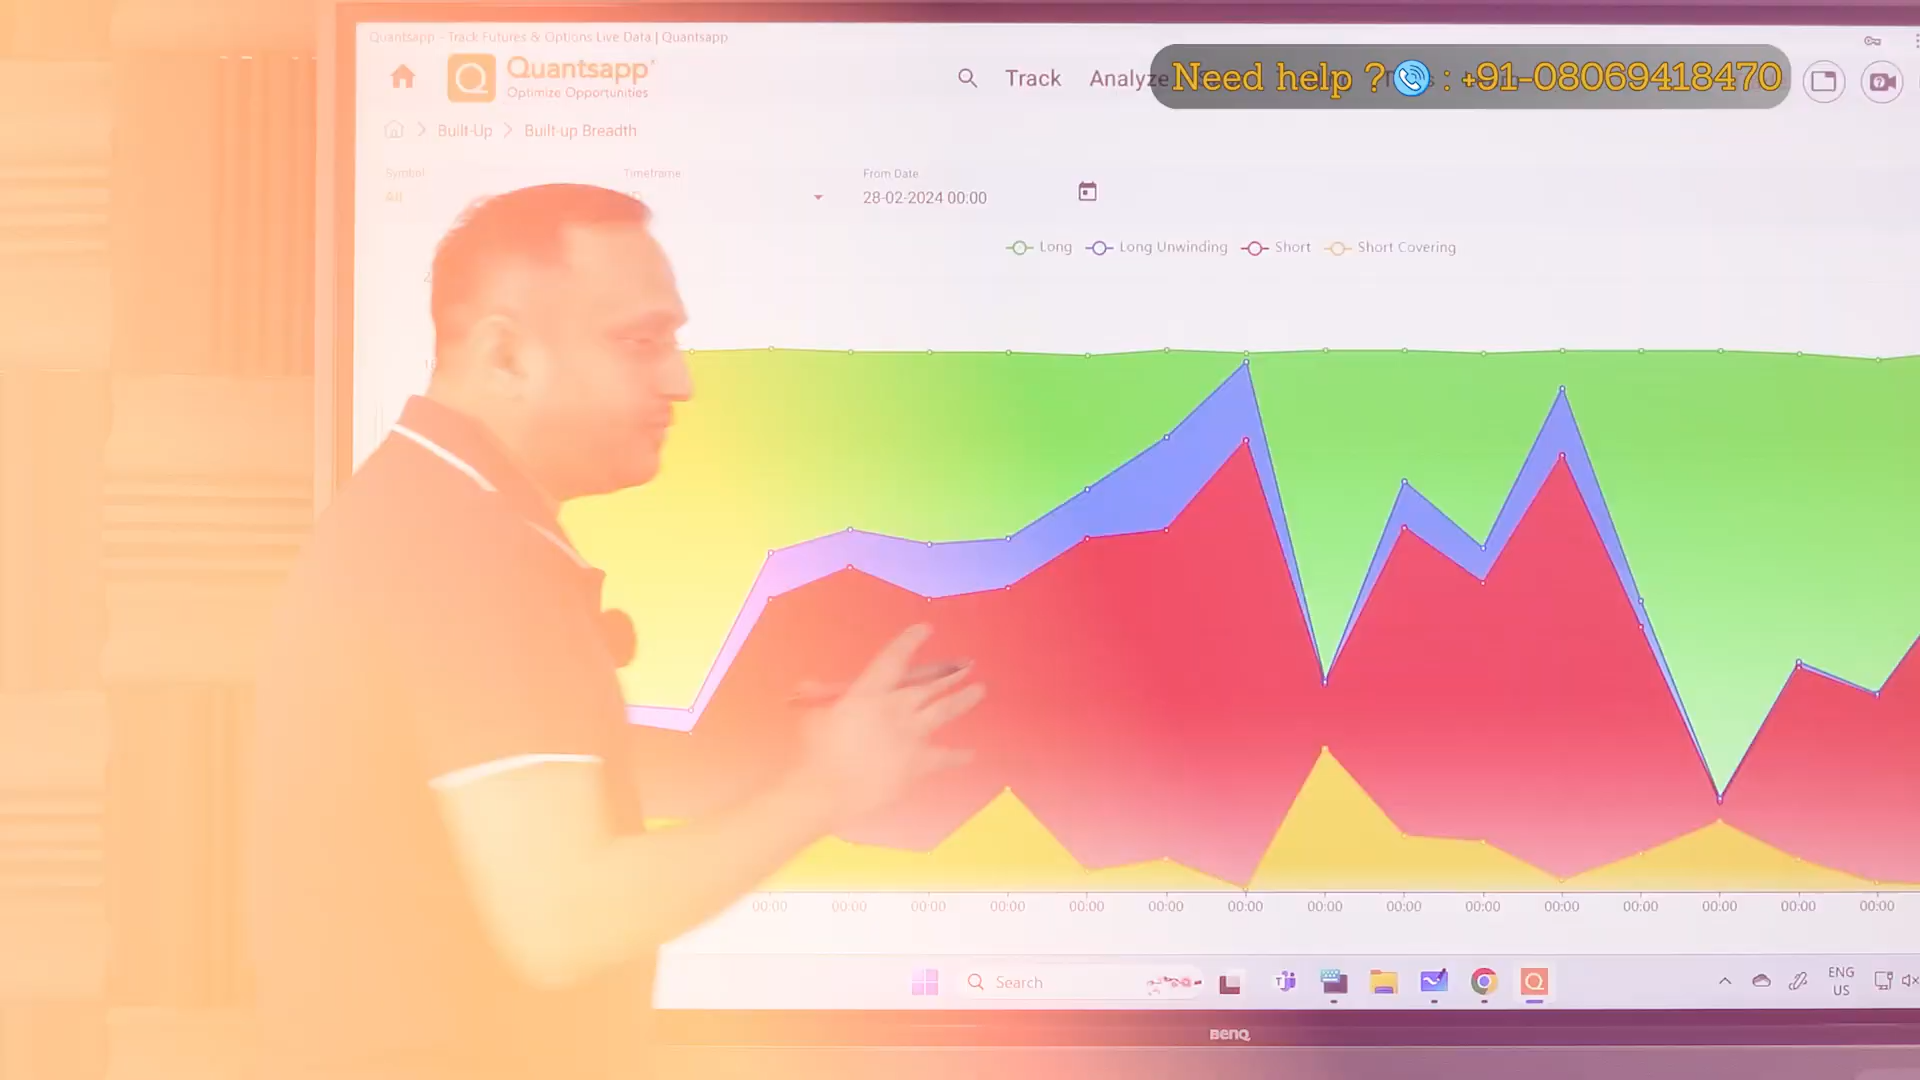 Quantsapp - Track Futures & Options Live Data | Quantsapp
Quantsapp
Optimize Opportunities
Track
Analyze
Need help ? : +91-08069418470
Built-Up
Built-up Breadth
Symbol
Timeframe
From Date
All
28-02-2024 00:00
Long
Long Unwinding
Short
Short Covering
00:00 00:00 00:00 00:00 00:00 00:00 00:00 00:00 00:00 00:00 00:00 00:00 00:00 00:00 00:00
Search
ENG
US
BenQ